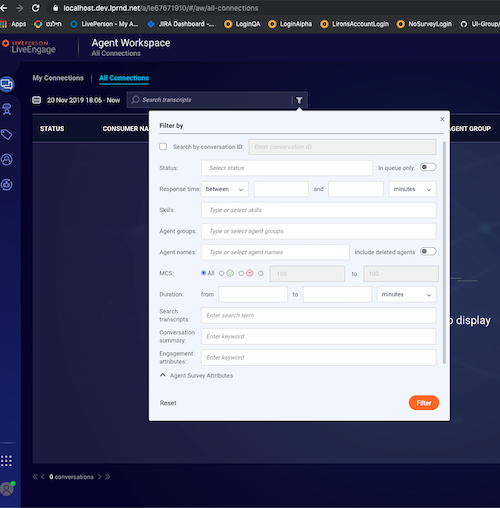 localhost.dev.lprnd.net/a/le67671910/#/aw/all-connections
Apps
LivePerson - My A...
JIRA Dashboard -...
LoginQA
LoginAlpha
LironsAccount
NoSurveyLogin
UI-Group/
LIVEPERSON
LiveEngage
Agent Workspace
All Connections
My Connections
All Connections
20 Nov 2019 18:06 - Now
Search transcripts
STATUS
CONSUMER NA
AGENT GROUP
Filter by
Search by conversation ID:
Enter conversation ID
Status:
Select status
In queue only:
Response time:
between
and
minutes
Skills:
Type or select skills
Agent groups:
Type or select agent groups
Agent names:
Type or select agent names
Include deleted agents
MCS:
All
-100
to
100
Duration:
from
to
minutes
Search transcripts:
Enter search term
Conversation summary:
Enter keyword
Engagement attributes:
Enter keyword
Agent Survey Attributes
Reset
Filter
o display
0 conversations